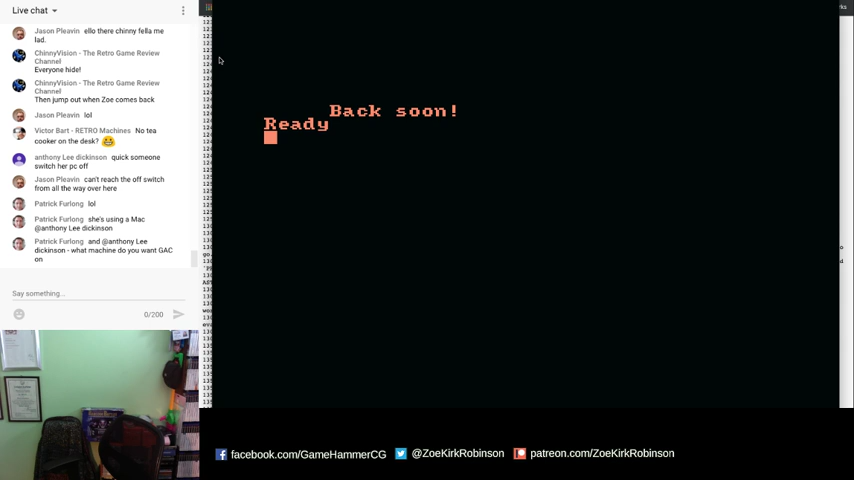 Live chat
Jason Pleavin ello there chinny fella me
lad.
ChinnyVision - The Retro Game Review
Channel
Everyone hide!
ChinnyVision - The Retro Game Review
Channel
Then jump out when Zoe comes back
Jason Pleavin lol
Victor Bart - RETRO Machines No tea
cooker on the desk?
anthony Lee dickinson quick someone
switch her pc off
Jason Pleavin can't reach the off switch
from all the way over here
Patrick Furlong lol
Patrick Furlong she's using a Mac
@anthony Lee dickinson
Patrick Furlong and @anthony Lee
dickinson - what machine do you want GAC
on
Say something...
0/200
Back soon!
Ready
facebook.com/GameHammerCG
@ZoeKirkRobinson
patreon.com/ZoeKirkRobinson